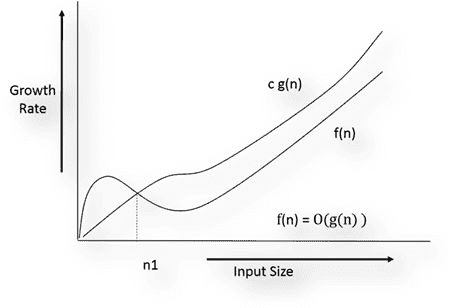 c g(n)
Growth
Rate
f(n)
f(n) = O(g(n) )
n1
Input Size